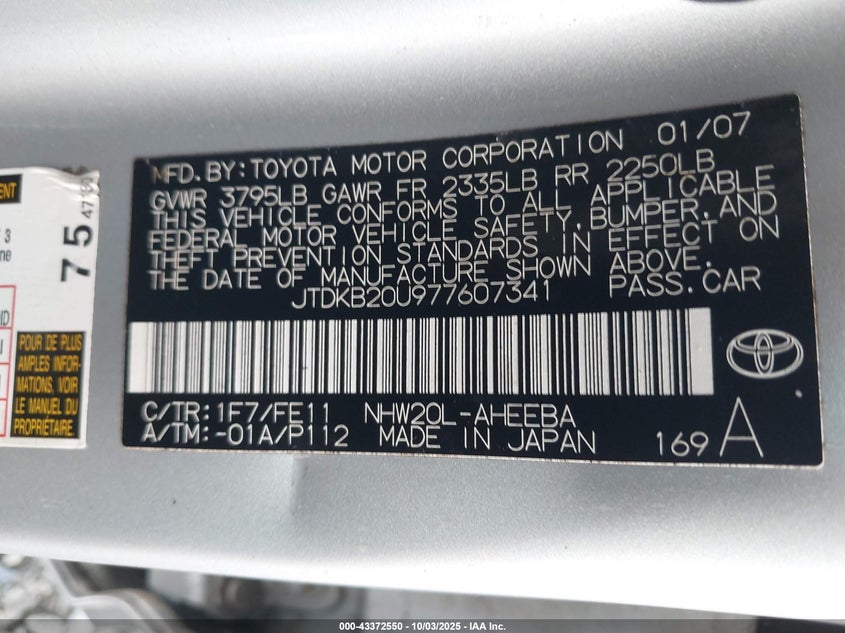 MFD. BY: TOYOTA MOTOR CORPORATION 01/07
GVWR 3795LB GAWR FR 2335LB RR 2250LB
THIS VEHICLE CONFORMS TO ALL APPLICABLE
FEDERAL MOTOR VEHICLE SAFETY, BUMPER, AND
THEFT PREVENTION STANDARDS IN EFFECT ON
THE DATE OF MANUFACTURE SHOWN ABOVE.
JTDKB20U977607341 PASS.CAR
C/TR: 1F7/FE11 NHW20L-AHEEBA
A/TM: -01A/P112 MADE IN JAPAN 169 A
75
POUR DE PLUS
AMPLES INFOR-
MATIONS, VOIR
LE MANUEL DU
PROPRIÉTAIRE.
000-43372550 - 10/03/2025 - IAA Inc.